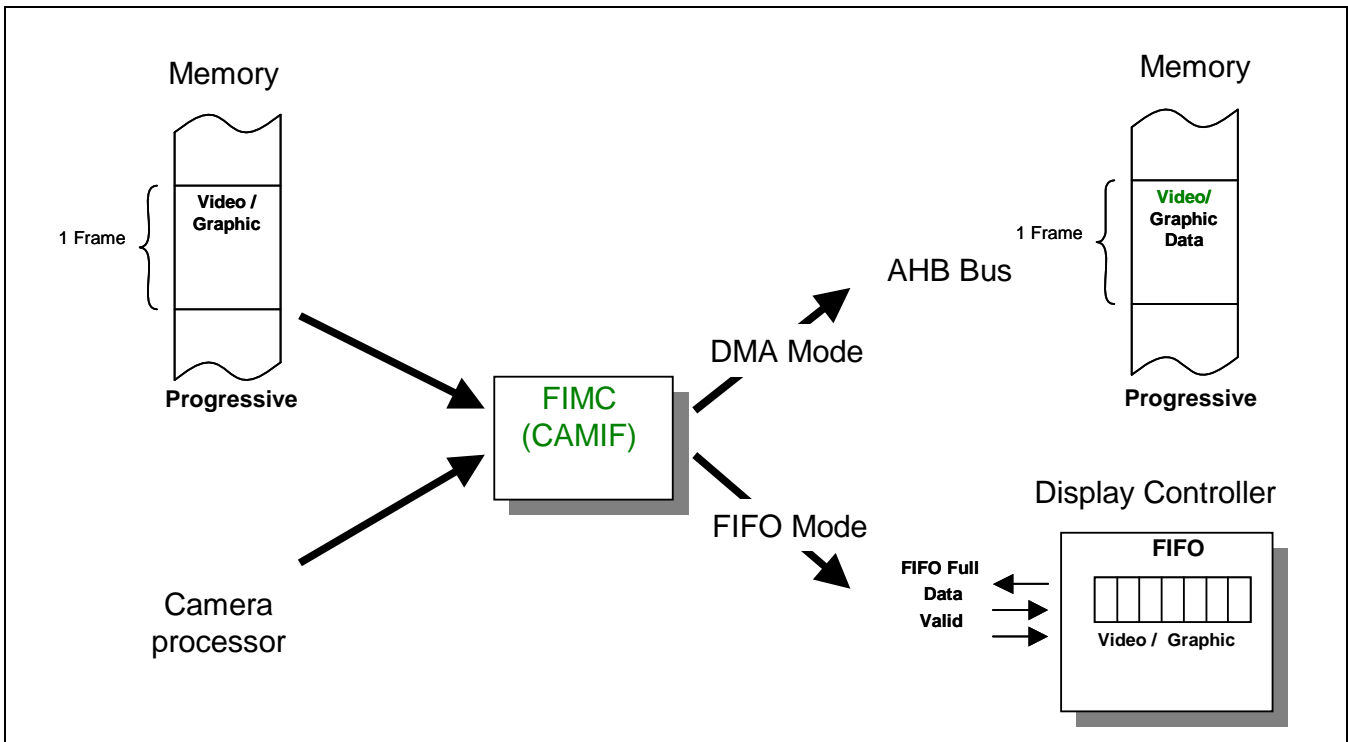 Memory
Video /
Graphic
1 Frame
Progressive
Camera
processor
FIMC
(CAMIF)
DMA Mode
FIFO Mode
AHB Bus
Memory
Video/
Graphic
Data
1 Frame
Progressive
Display Controller
FIFO
Video / Graphic
FIFO Full
Data
Valid